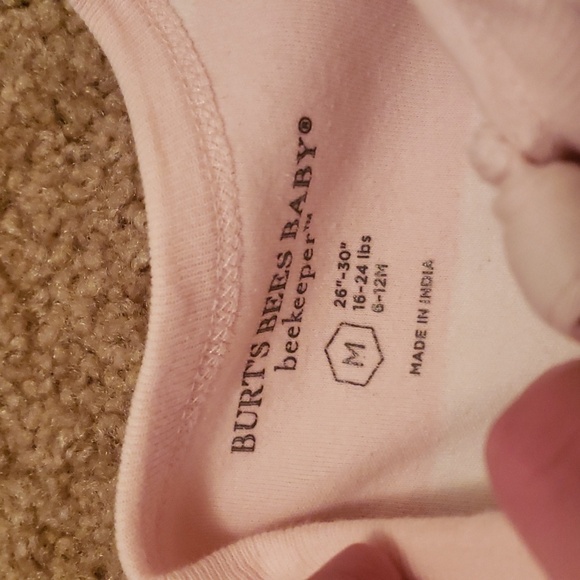 BURT'S BEES BABY®
beekeeper™
M
26"-30"
16-24 lbs
6-12M
MADE IN INDIA